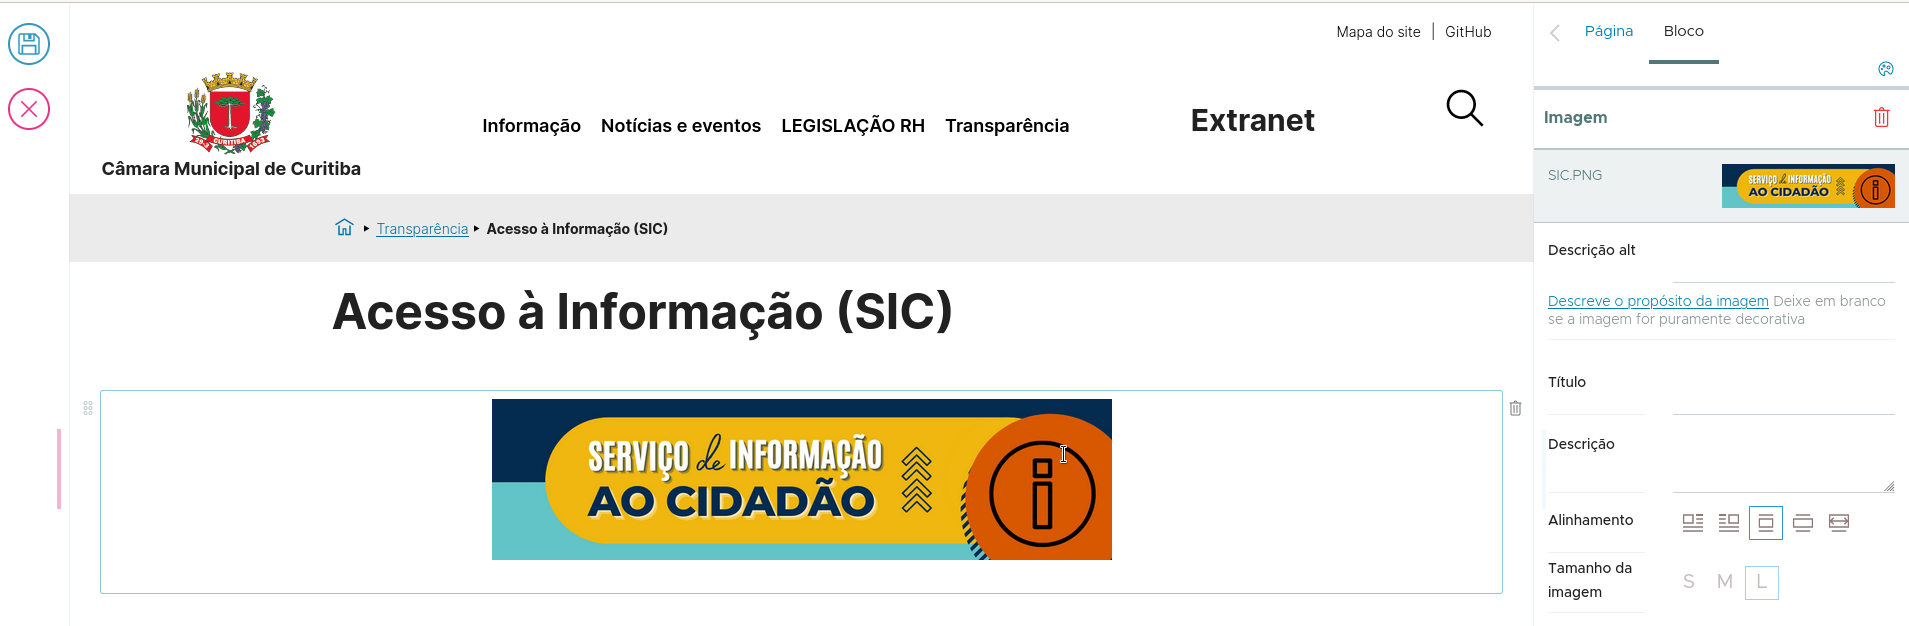 Mapa do site | GitHub
CURITIBA
Câmara Municipal de Curitiba
Informação Notícias e eventos LEGISLAÇÃO RH Transparência
Extranet
Transparência Acesso à Informação (SIC)
Acesso à Informação (SIC)
SERVIÇO de INFORMAÇÃO
AO CIDADÃO
Página Bloco
Imagem
SIC.PNG
SERVIÇO de INFORMAÇÃO
AO CIDADÃO
Descrição alt
Descreve o propósito da imagem Deixe em branco
se a imagem for puramente decorativa
Título
Descrição
Alinhamento
Tamanho da
imagem
S M L